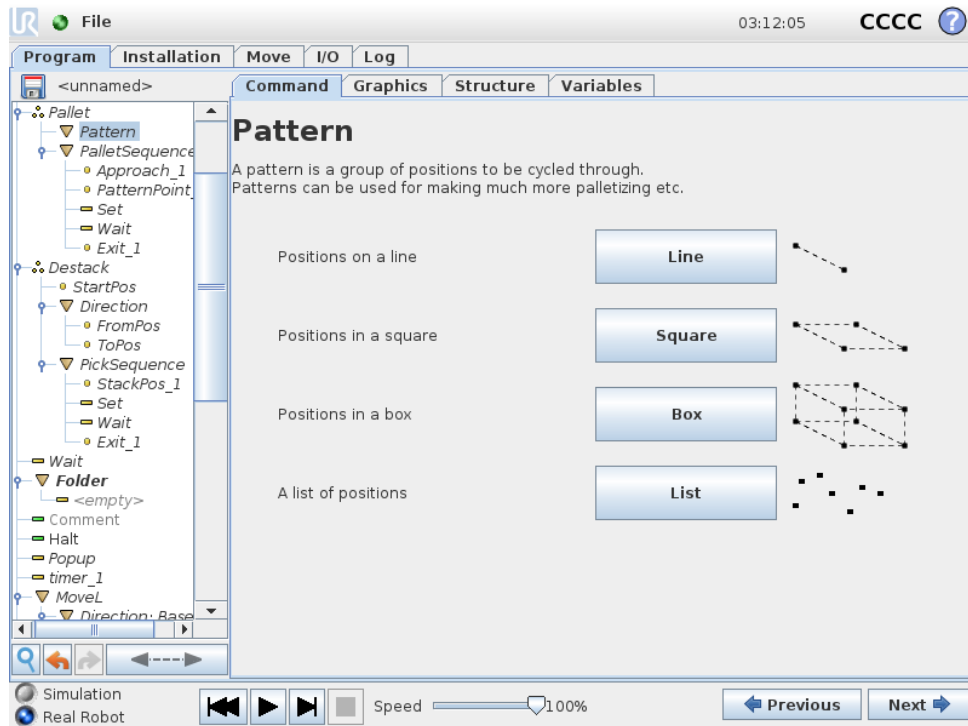 UR File 03:12:05 CCCC ?
Program Installation Move I/O Log
<unnamed> Command Graphics Structure Variables
Pallet
Pattern
PalletSequence
Approach_1
PatternPoint_
Set
Wait
Exit_1
Destack
StartPos
Direction
FromPos
ToPos
PickSequence
StackPos_1
Set
Wait
Exit_1
Wait
Folder
<empty>
Comment
Halt
Popup
timer_1
MoveL
Direction: Base
Pattern
A pattern is a group of positions to be cycled through.
Patterns can be used for making much more palletizing etc.
Positions on a line Line
Positions in a square Square
Positions in a box Box
A list of positions List
Simulation
Real Robot
Speed 100%
Previous Next